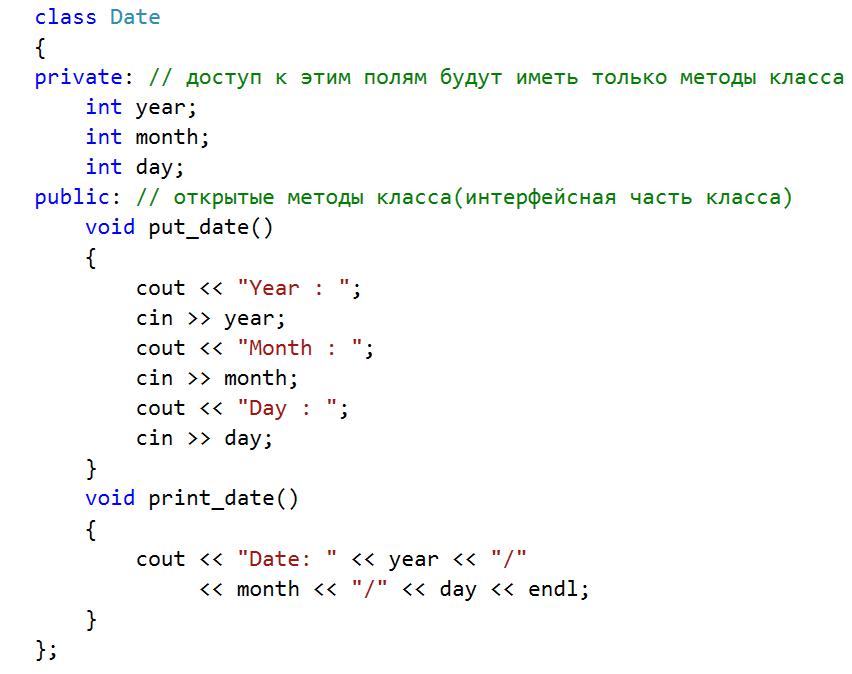 class Date
{
private: // доступ к этим полям будут иметь только методы класса
    int year;
    int month;
    int day;
public: // открытые методы класса(интерфейсная часть класса)
    void put_date()
    {
        cout << "Year : ";
        cin >> year;
        cout << "Month : ";
        cin >> month;
        cout << "Day : ";
        cin >> day;
    }
    void print_date()
    {
        cout << "Date: " << year << "/"
             << month << "/" << day << endl;
    }
};